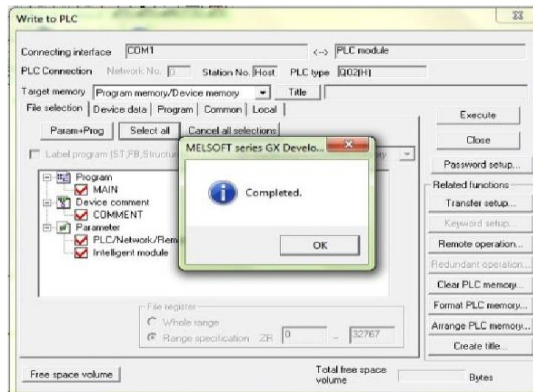 Write to PLC
Connecting interface COM1 <--> PLC module
PLC Connection Network No. 0 Station No. Host PLC type Q02(H)
Target memory Program memory/Device memory Title
File selection Device data Program Common Local
Param+Prog Select all Cancel all selections
Label program (ST,FB,Structur
Program
MAIN
Device comment
COMMENT
Parameter
PLC/Network/Rem
Intelligent module
MELSOFT series GX Develo...
Completed.
OK
File register
Whole range
Range specification ZR 0 - 32767
Free space volume
Total free space volume Bytes
Execute
Close
Password setup...
Related functions
Transfer setup...
Keyword setup...
Remote operation...
Redundant operation...
Clear PLC memory...
Format PLC memory...
Arrange PLC memory...
Create title...